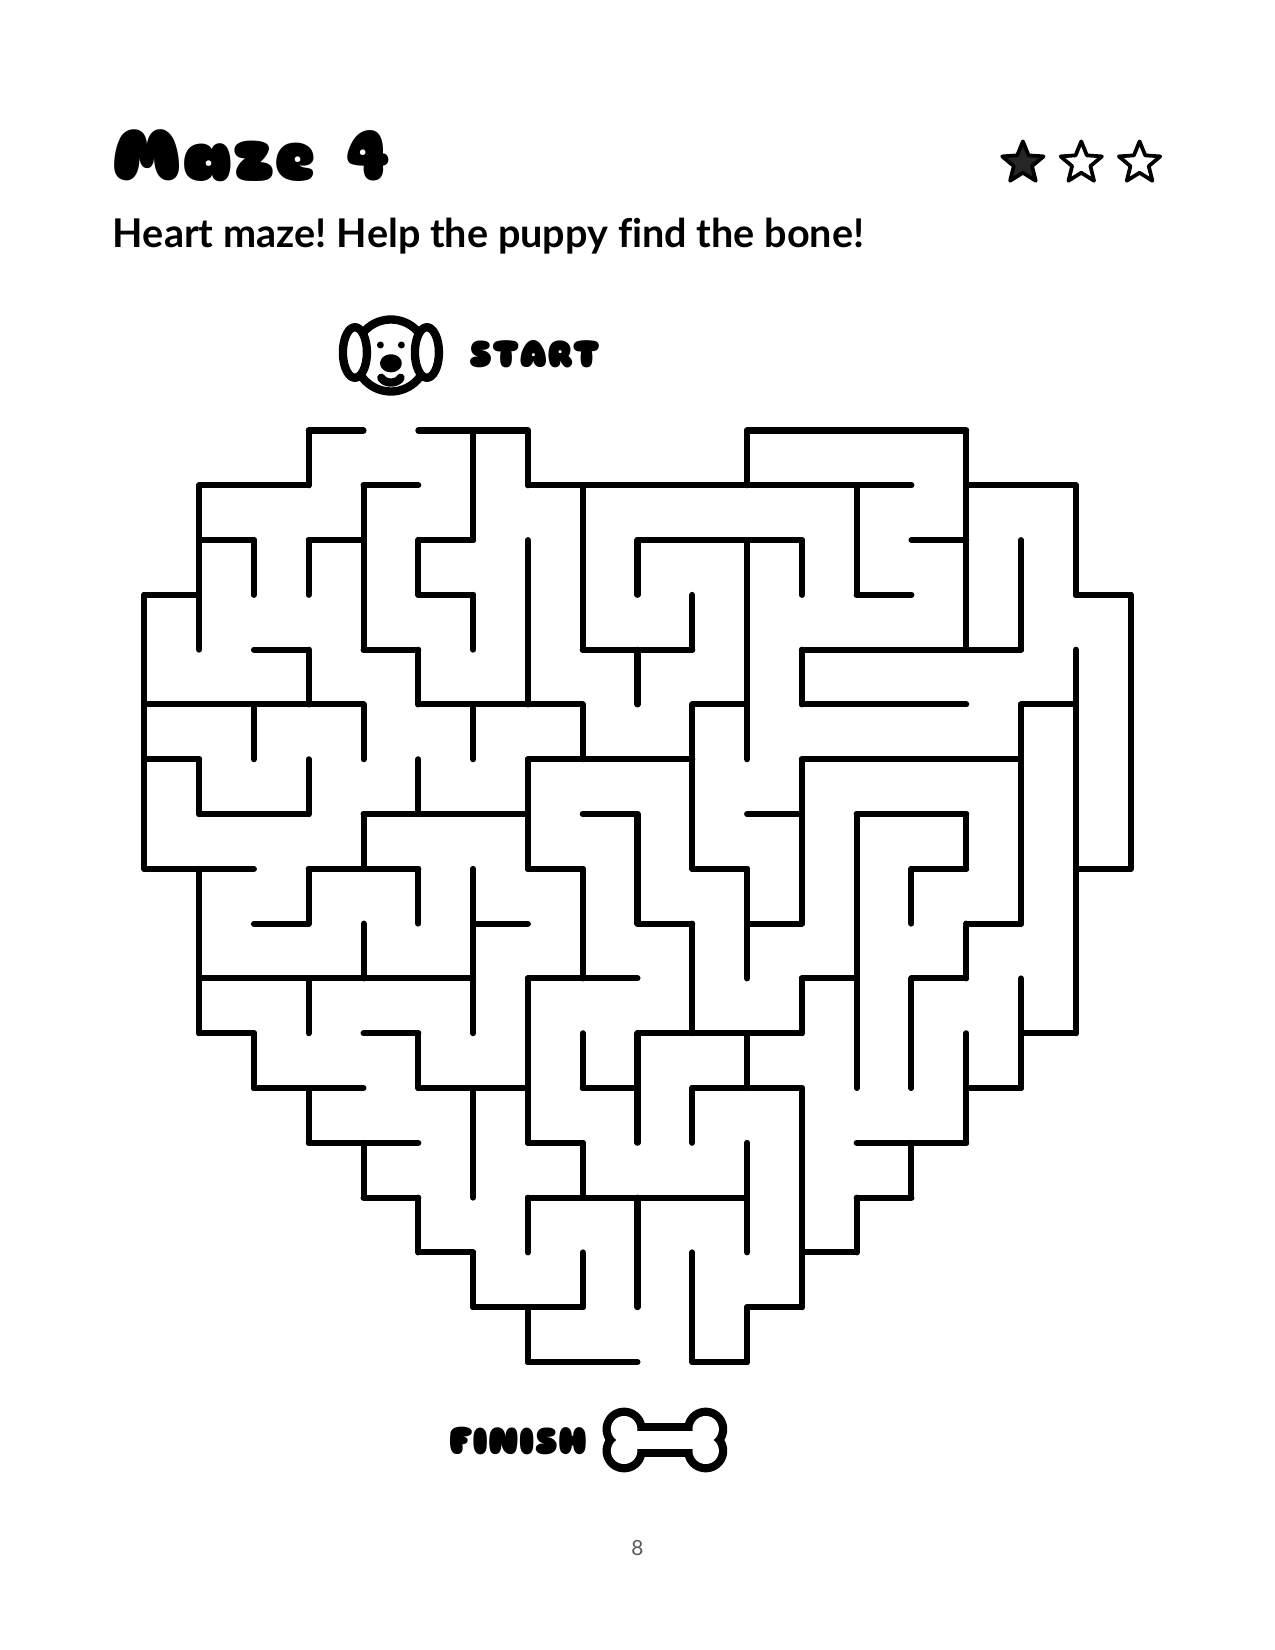 Maze 4
Heart maze! Help the puppy find the bone!
START
FINISH
8